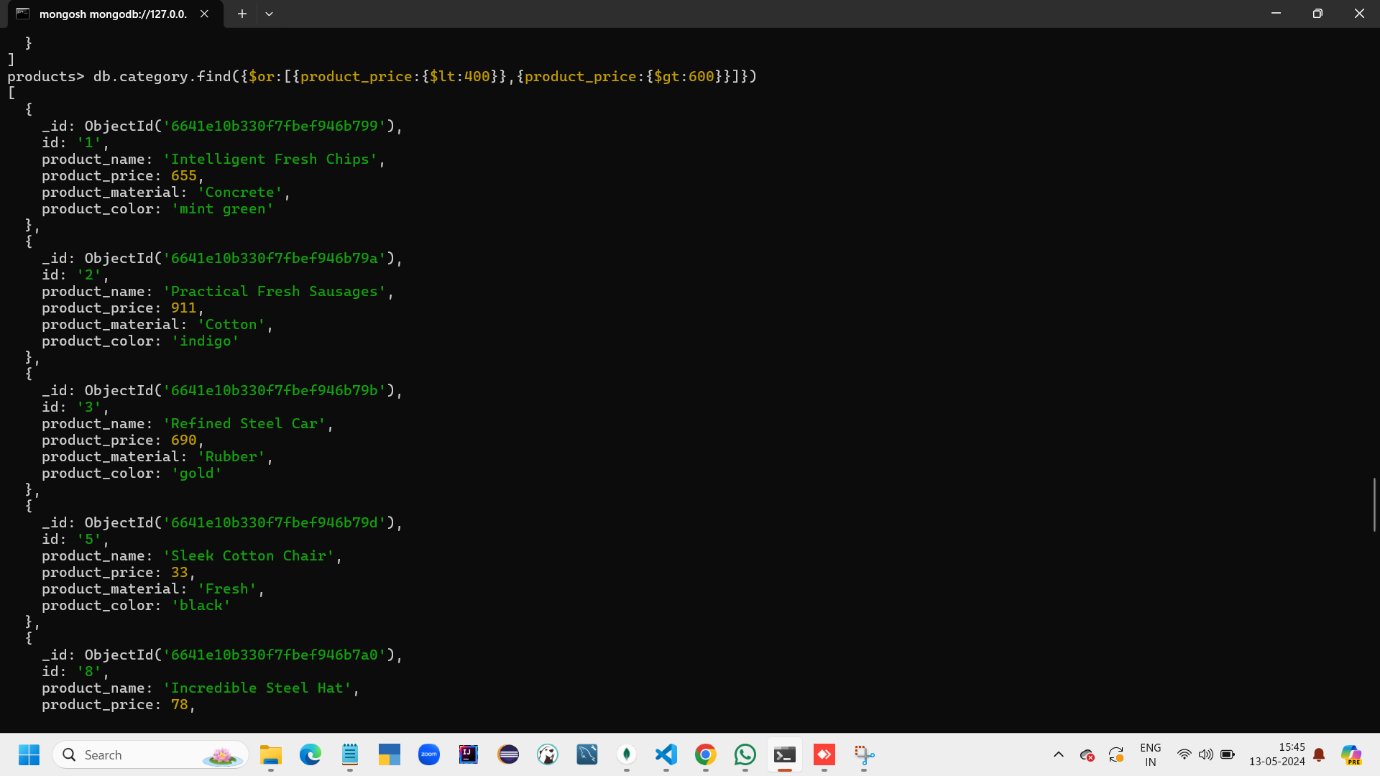 mongosh mongodb://127.0.0.
}
]
products> db.category.find({$or:[{product_price:{$lt:400}},{product_price:{$gt:600}}]})
[
{
_id: ObjectId('6641e10b330f7fbef946b799'),
id: '1',
product_name: 'Intelligent Fresh Chips',
product_price: 655,
product_material: 'Concrete',
product_color: 'mint green'
},
{
_id: ObjectId('6641e10b330f7fbef946b79a'),
id: '2',
product_name: 'Practical Fresh Sausages',
product_price: 911,
product_material: 'Cotton',
product_color: 'indigo'
},
{
_id: ObjectId('6641e10b330f7fbef946b79b'),
id: '3',
product_name: 'Refined Steel Car',
product_price: 690,
product_material: 'Rubber',
product_color: 'gold'
},
{
_id: ObjectId('6641e10b330f7fbef946b79d'),
id: '5',
product_name: 'Sleek Cotton Chair',
product_price: 33,
product_material: 'Fresh',
product_color: 'black'
},
{
_id: ObjectId('6641e10b330f7fbef946b7a0'),
id: '8',
product_name: 'Incredible Steel Hat',
product_price: 78,
Search
zoom
IJ
ENG
IN
15:45
13-05-2024
PRE